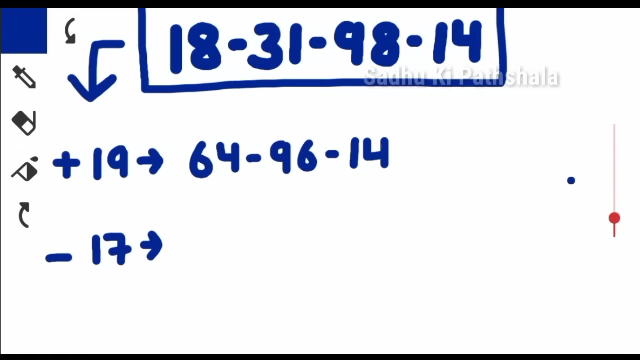 18-31-98-14
Sadhu Ki Pathshala
+ 19 → 64-96-14
- 17 →